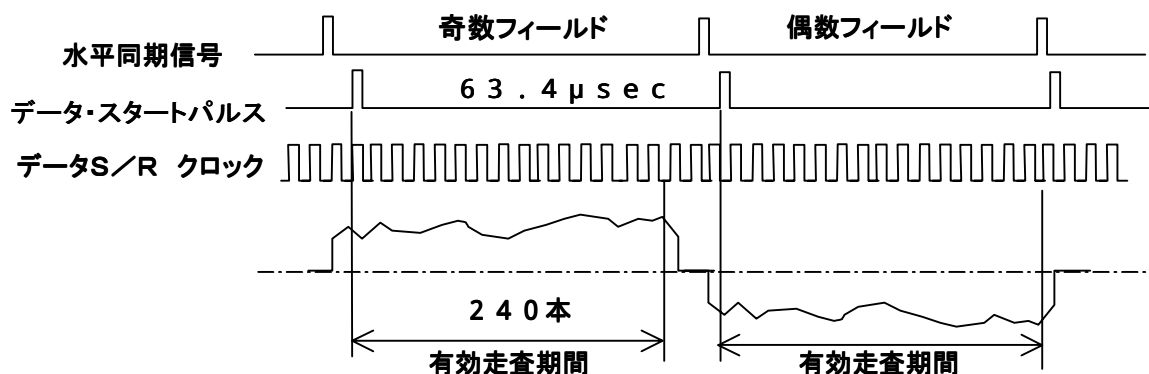 奇数フィールド 偶数フィールド
水平同期信号
63.4μsec
データ・スタートパルス
データS/R クロック
240本
有効走査期間 有効走査期間